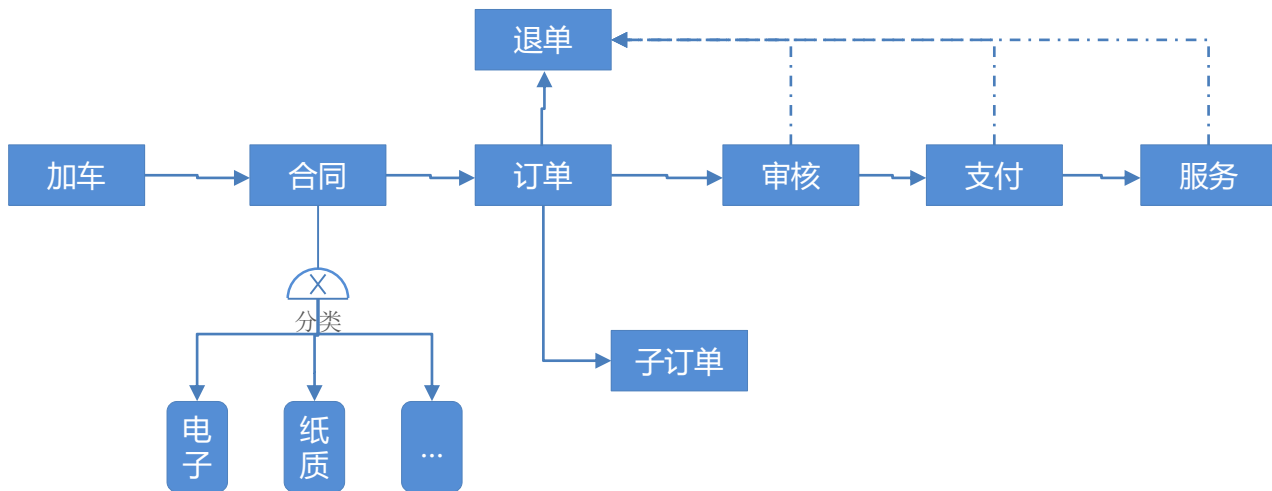 退单
加车
合同
订单
审核
支付
服务
X
分类
子订单
电
子
纸
质
...